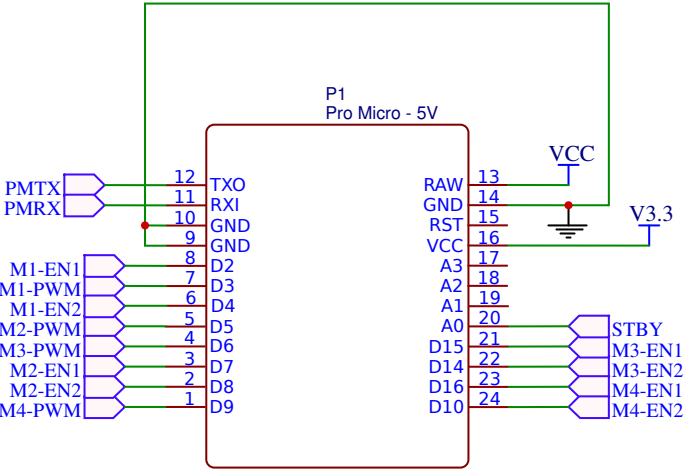 P1
Pro Micro - 5V
VCC
PMTX 12 TXO RAW 13
PMRX 11 RXI GND 14
10 GND RST 15 V3.3
9 GND VCC 16
M1-EN1 8 D2 A3 17
M1-PWM 7 D3 A2 18
M1-EN2 6 D4 A1 19
M2-PWM 5 D5 A0 20 STBY
M3-PWM 4 D6 D15 21 M3-EN1
M2-EN1 3 D7 D14 22 M3-EN2
M2-EN2 2 D8 D16 23 M4-EN1
M4-PWM 1 D9 D10 24 M4-EN2